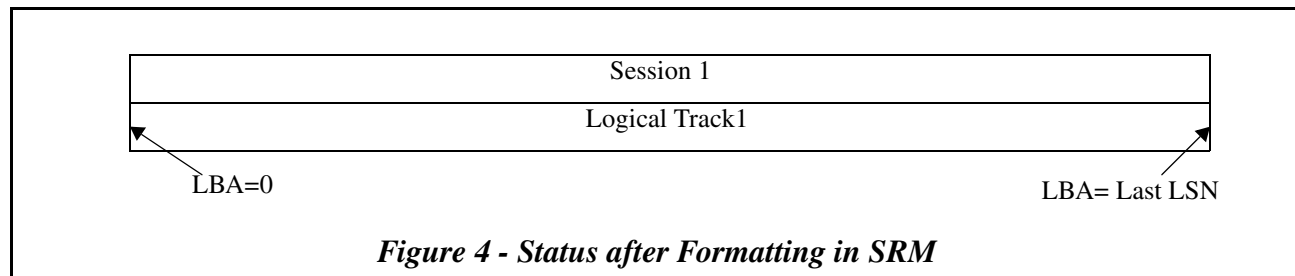 Session 1
Logical Track1
LBA=0
LBA= Last LSN
Figure 4 - Status after Formatting in SRM